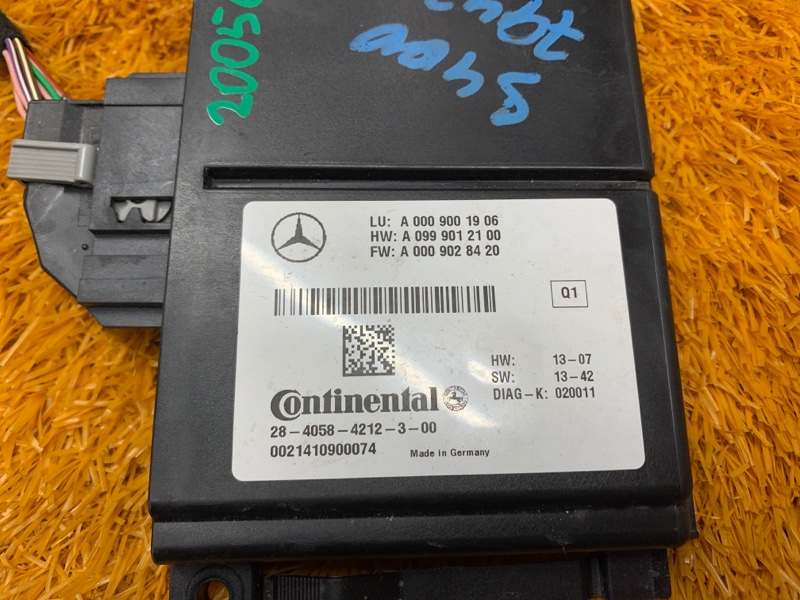 LU: A 000 900 19 06
HW: A 099 901 21 00
FW: A 000 902 84 20
Q1
HW: 13-07
SW: 13-42
DIAG-K: 020011
Continental
28-4058-4212-3-00
0021410900074 Made in Germany